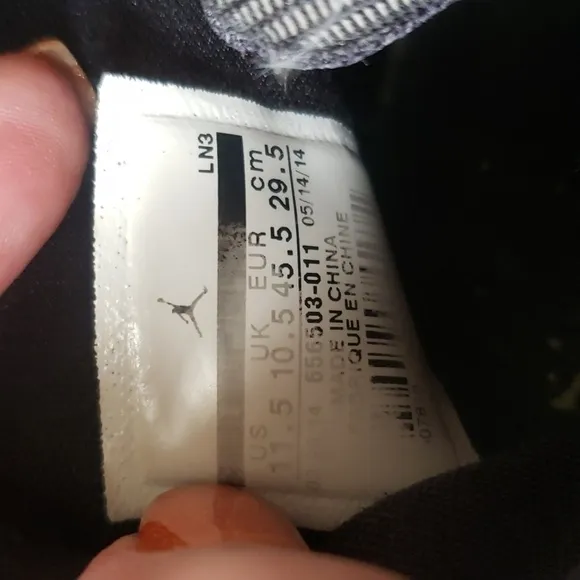 LN3
US UK EUR cm
11.5 10.5 45.5 29.5
05/14/14
656503-011
MADE IN CHINA
EN CHINE